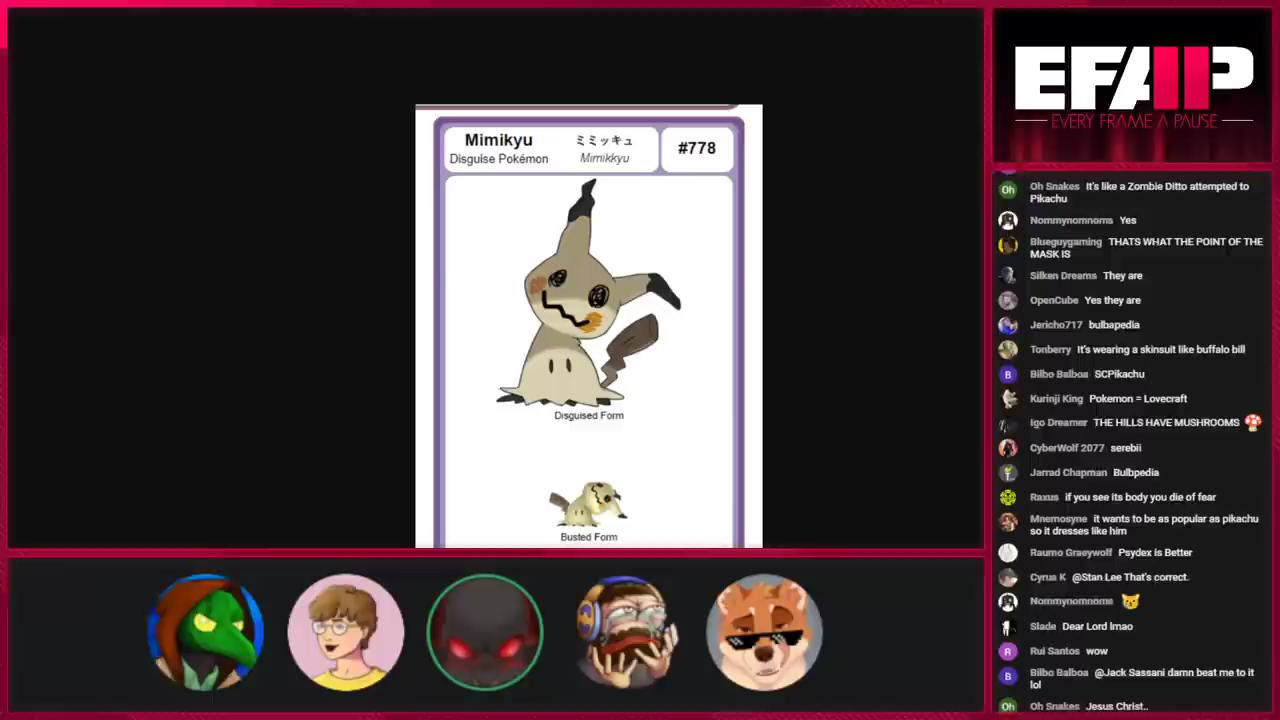 Mimikyu
ミミッキュ
#778
Disguise Pokémon
Mimikkyu
Disguised Form
Busted Form
EFAP
EVERY FRAME A PAUSE
Oh
Oh Snakes It's like a Zombie Ditto attempted to
Pikachu
Nommynomnoms Yes
Blueguygaming THATS WHAT THE POINT OF THE
MASK IS
Silken Dreams They are
OpenCube Yes they are
Jericho717 bulbapedia
Tonberry It's wearing a skinsuit like buffalo bill
B
Bilbo Balboa SCPikachu
Kurinji King Pokemon = Lovecraft
Igo Dreamer THE HILLS HAVE MUSHROOMS
CyberWolf 2077 serebii
Jarrad Chapman Bulbpedia
Raxus if you see its body you die of fear
Mnemosyne it wants to be as popular as pikachu
so it dresses like him
Raumo Graeywolf Psydex is Better
Cyrus K @Stan Lee That's correct.
Nommynomnoms
Slade Dear Lord lmao
R
Rui Santos wow
B
Bilbo Balboa @Jack Sassani damn beat me to it
lol
Oh
Oh Snakes Jesus Christ..